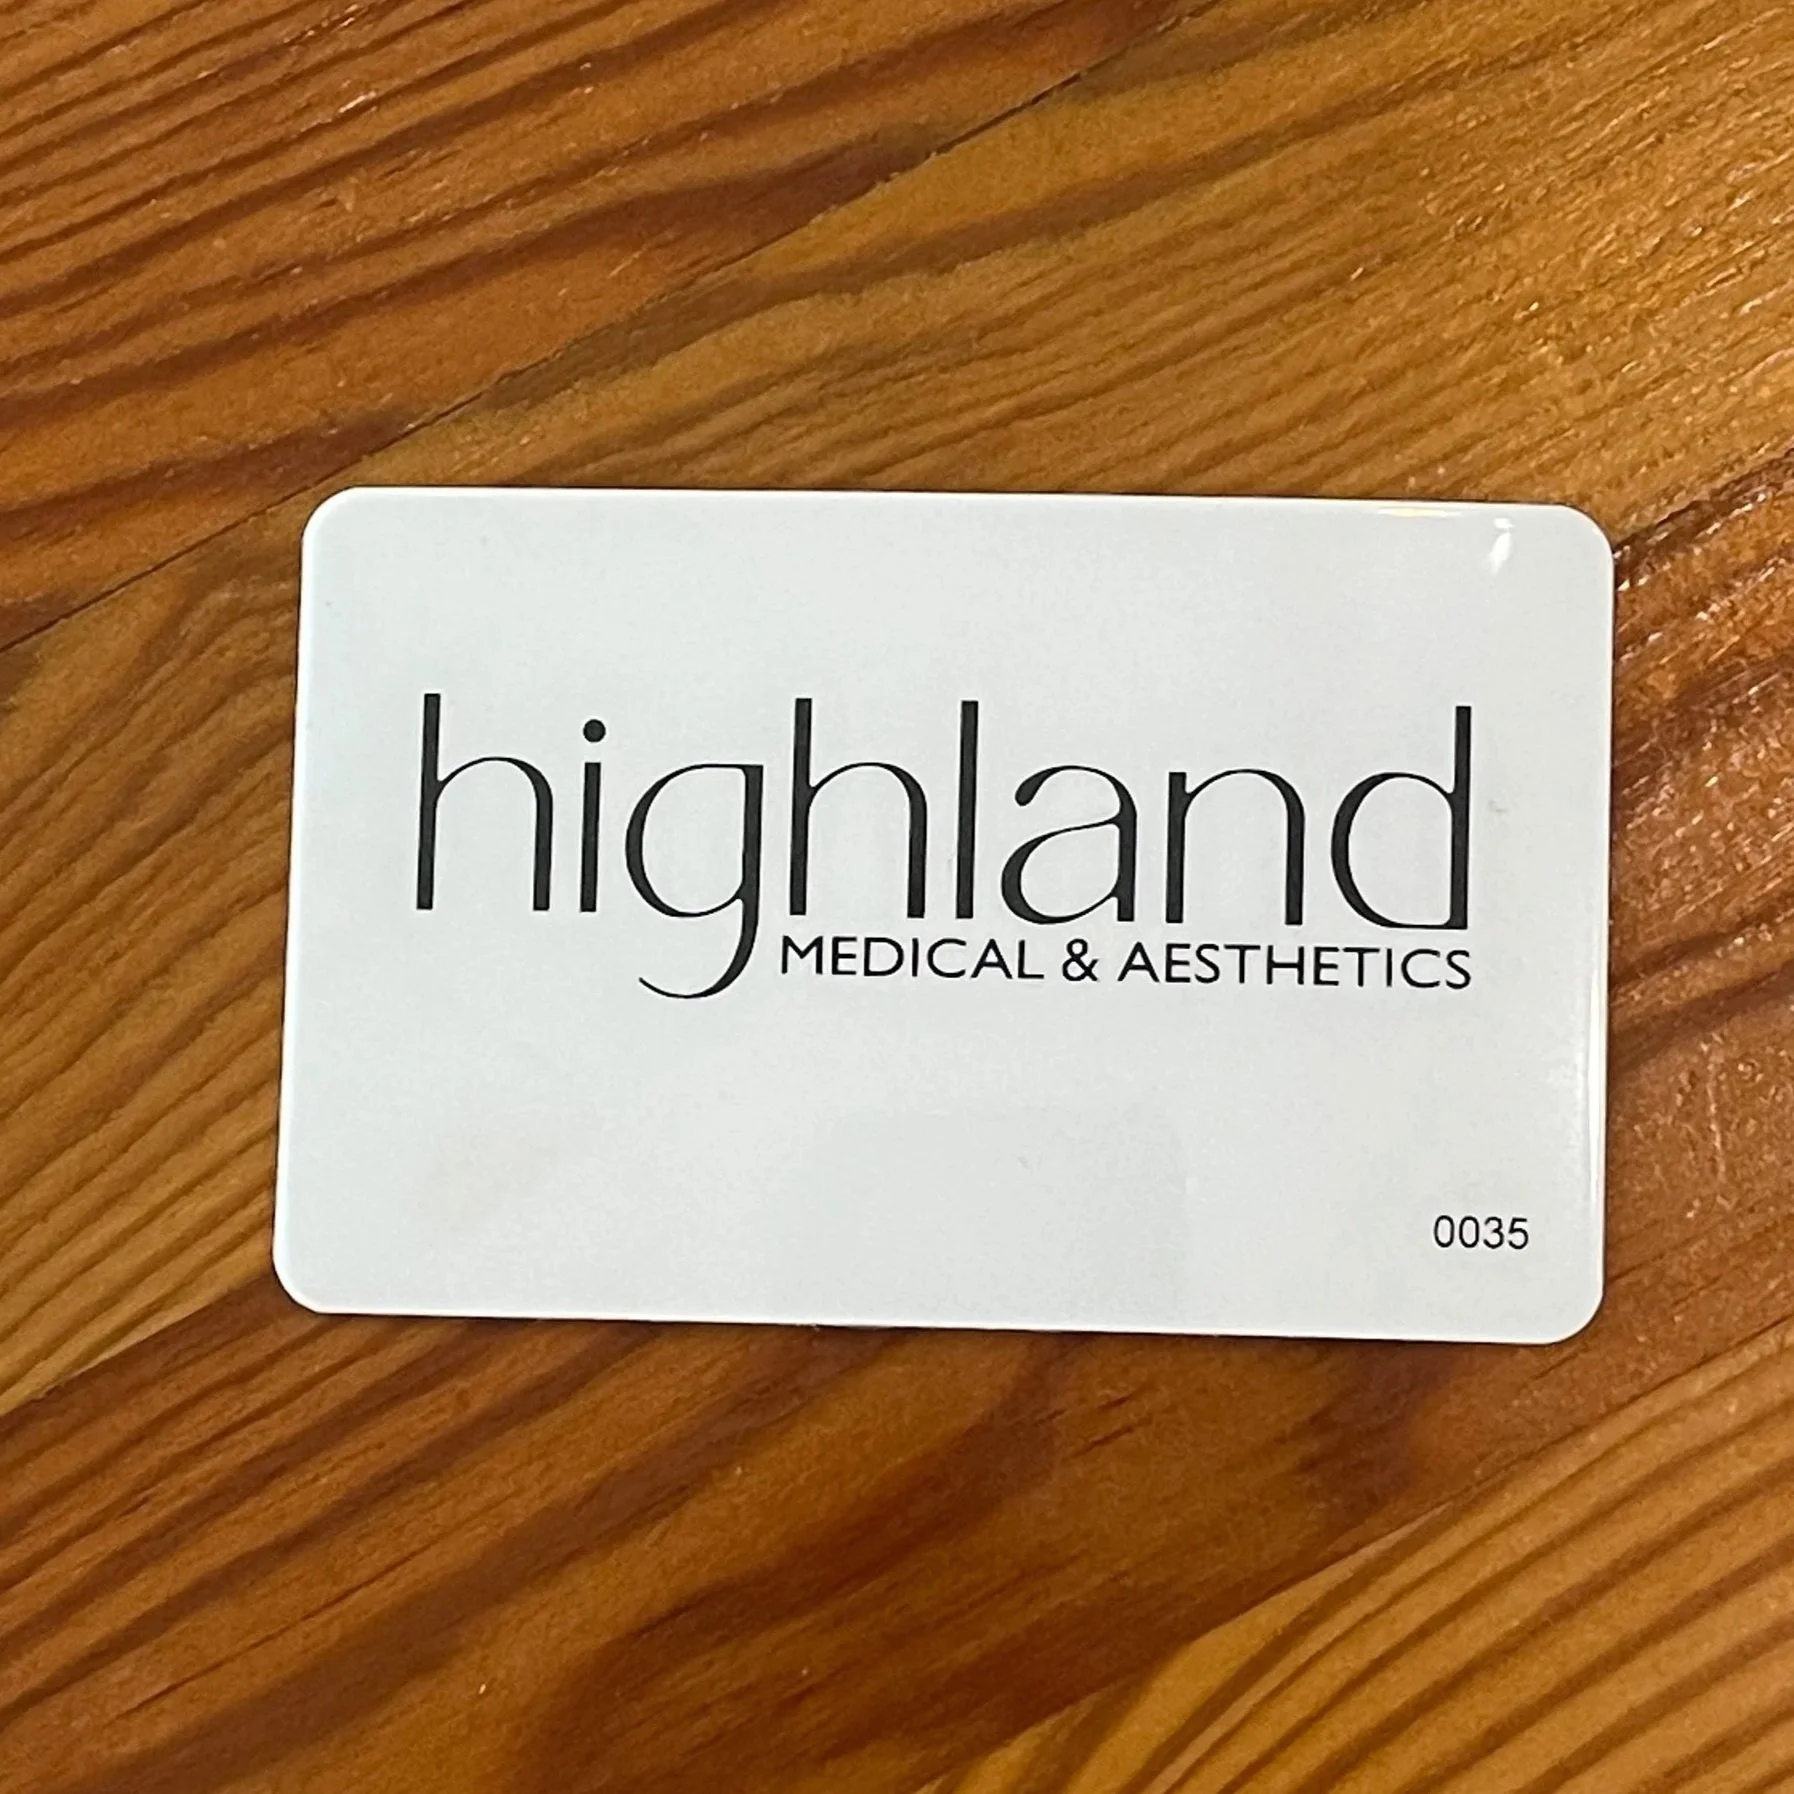 highland
MEDICAL & AESTHETICS
0035